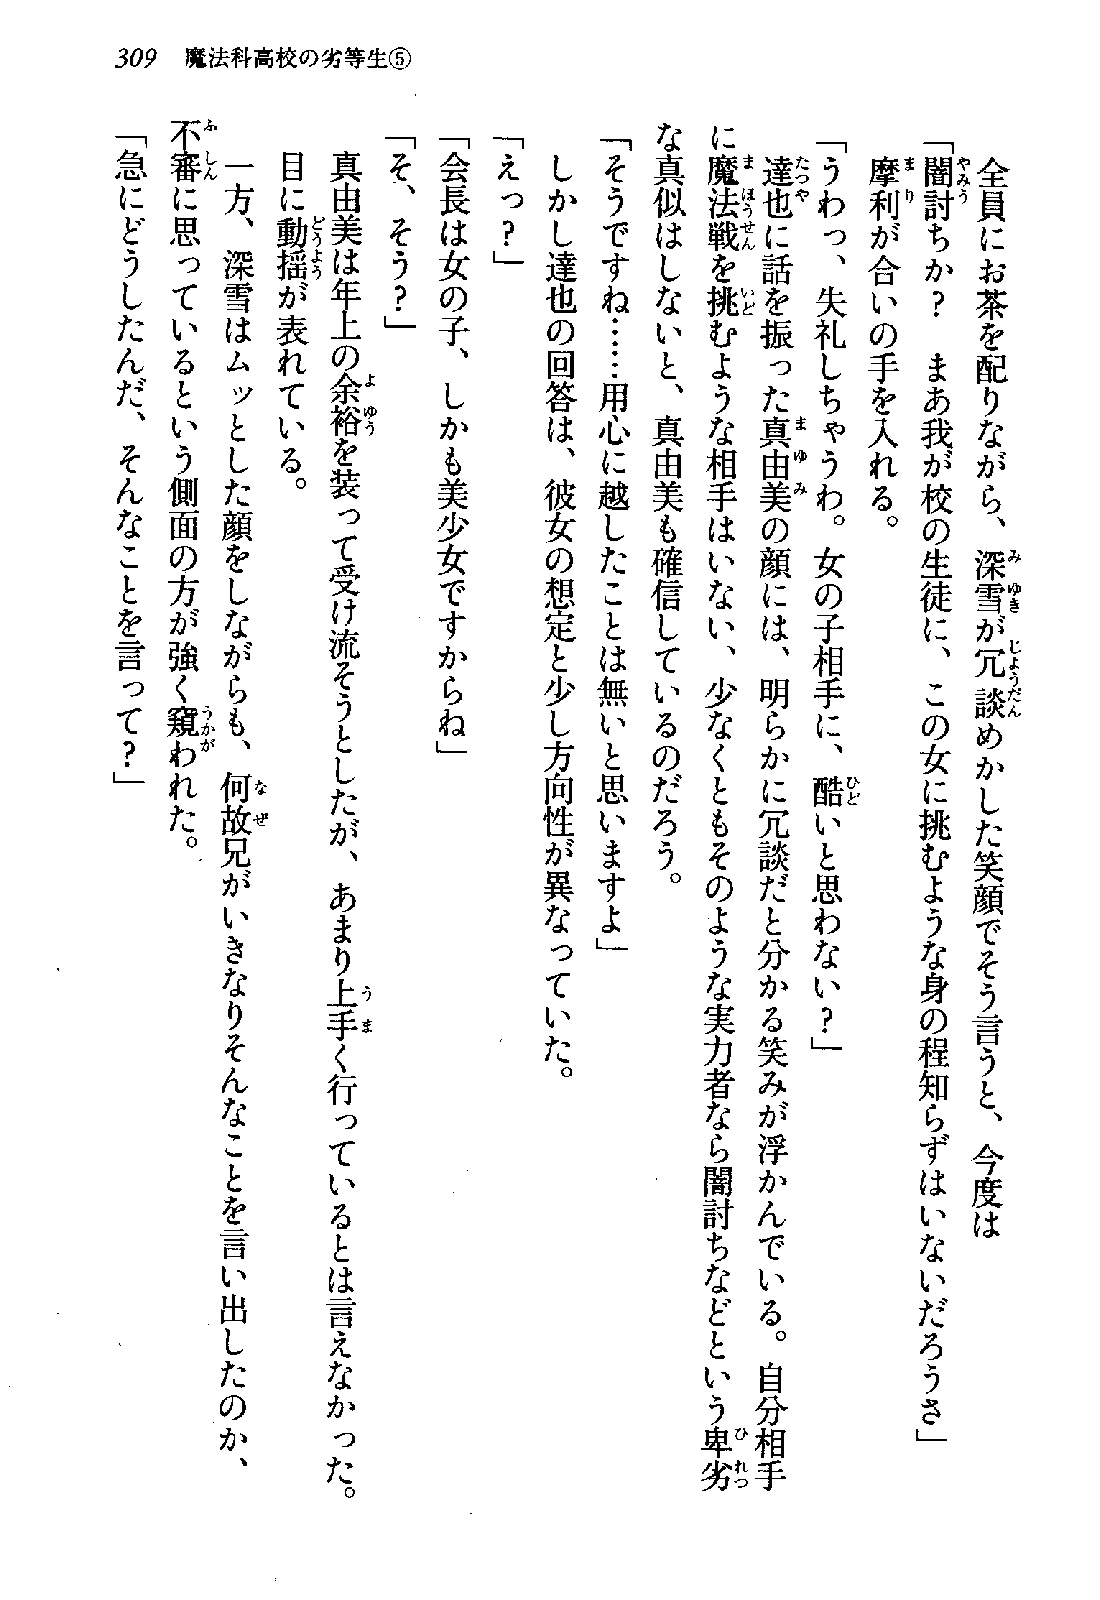 309 魔法科高校の劣等生⑤
全員にお茶を配りながら、深雪が冗談めかした笑顔でそう言うと、今度は
「闇討ちか？　まあ我が校の生徒に、この女に挑むような身の程知らずはいないだろうさ」
摩利が合いの手を入れる。
「うわっ、失礼しちゃうわ。女の子相手に、酷いと思わない？」
達也に話を振った真由美の顔には、明らかに冗談だと分かる笑みが浮かんでいる。自分相手
に魔法戦を挑むような相手はいない、少なくともそのような実力者なら闇討ちなどという卑劣
な真似はしないと、真由美も確信しているのだろう。
「そうですね……用心に越したことは無いと思いますよ」
しかし達也の回答は、彼女の想定と少し方向性が異なっていた。
「えっ？」
「会長は女の子、しかも美少女ですからね」
「そ、そう？」
真由美は年上の余裕を装って受け流そうとしたが、あまり上手く行っているとは言えなかった。
目に動揺が表れている。
一方、深雪はムッとした顔をしながらも、何故兄がいきなりそんなことを言い出したのか、
不審に思っているという側面の方が強く窺われた。
「急にどうしたんだ、そんなことを言って？」